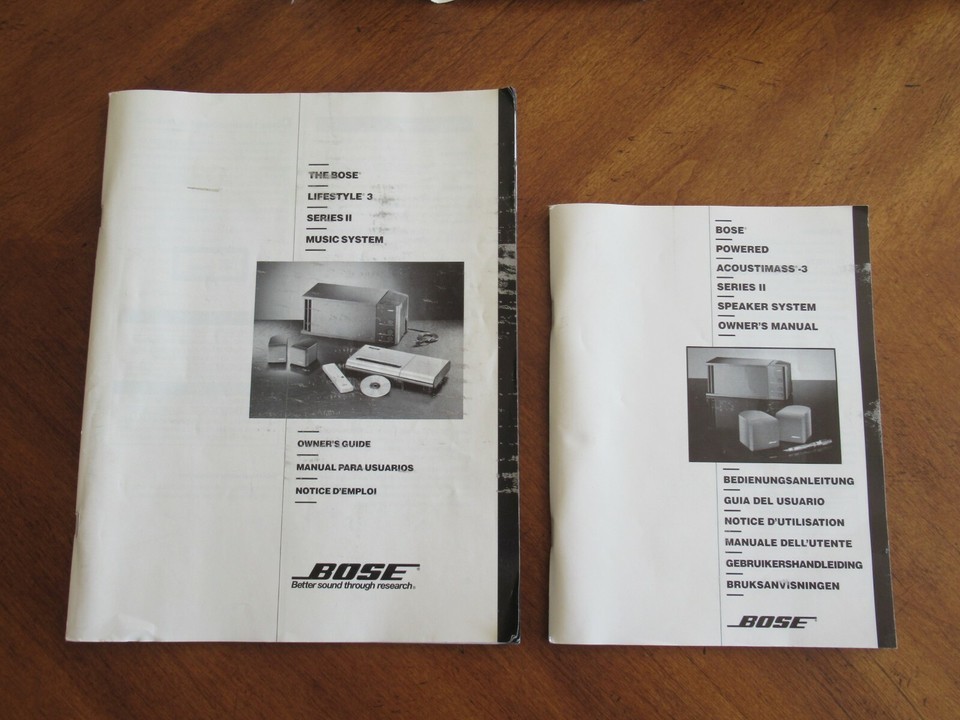 THE BOSE®
LIFESTYLE® 3
SERIES II
MUSIC SYSTEM
OWNER'S GUIDE
MANUAL PARA USUARIOS
NOTICE D'EMPLOI
BOSE®
Better sound through research®
BOSE®
POWERED
ACOUSTIMASS®-3
SERIES II
SPEAKER SYSTEM
OWNER'S MANUAL
BEDIENUNGSANLEITUNG
GUIA DEL USUARIO
NOTICE D'UTILISATION
MANUALE DELL'UTENTE
GEBRUIKERSHANDLEIDING
BRUKSANVISNINGEN
BOSE®